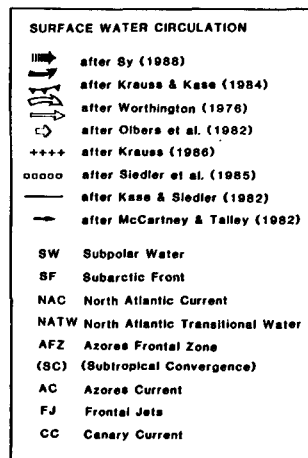 SURFACE WATER CIRCULATION
after Sy (1988)
after Krauss & Kase (1984)
after Worthington (1976)
after Olbers et al. (1982)
++++ after Krauss (1986)
ooooo after Siedler et al. (1985)
after Kase & Siedler (1982)
after McCartney & Talley (1982)
SW Subpolar Water
SF Subarctic Front
NAC North Atlantic Current
NATW North Atlantic Transitional Water
AFZ Azores Frontal Zone
(SC) (Subtropical Convergence)
AC Azores Current
FJ Frontal Jets
CC Canary Current